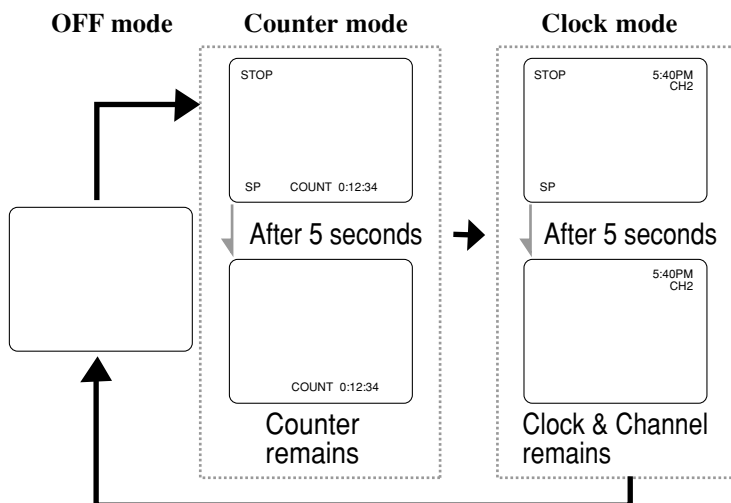 OFF mode
Counter mode
Clock mode
STOP
SP COUNT 0:12:34
After 5 seconds
COUNT 0:12:34
Counter
remains
STOP 5:40PM
CH2
SP
After 5 seconds
5:40PM
CH2
Clock & Channel
remains